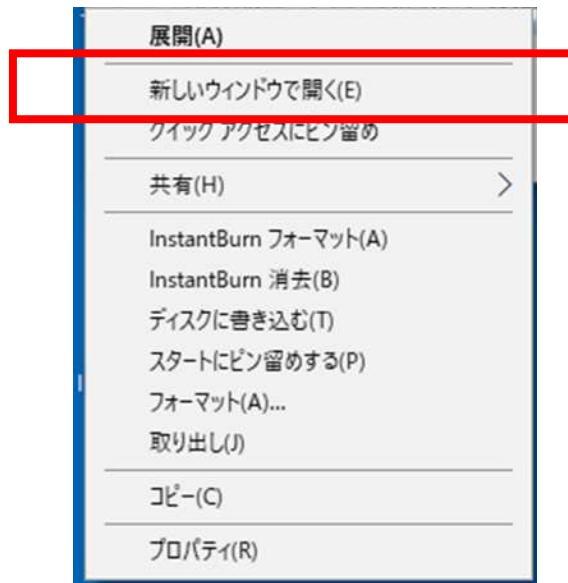 展開(A)
新しいウィンドウで開く(E)
クイック アクセスにピン留め
共有(H)
InstantBurn フォーマット(A)
InstantBurn 消去(B)
ディスクに書き込む(T)
スタートにピン留めする(P)
フォーマット(A)...
取り出し(J)
コピー(C)
プロパティ(R)